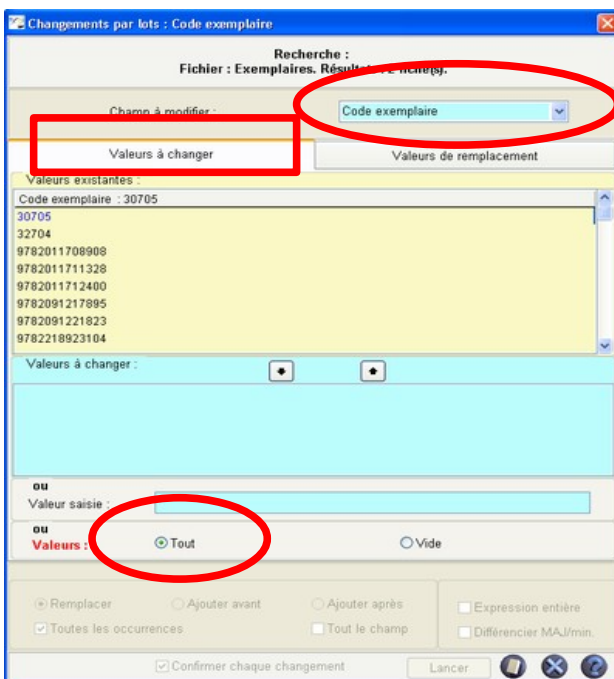 Changements par lots : Code exemplaire
Recherche :
Fichier : Exemplaires. Résultat : 2 fiche(s).
Champ à modifier :
Code exemplaire
Valeurs à changer
Valeurs de remplacement
Valeurs existantes :
Code exemplaire : 30705
30705
32704
9782011708908
9782011711328
9782011712400
9782091217895
9782091221823
9782218923104
Valeurs à changer :
ou
Valeur saisie :
ou
Valeurs : Tout Vide
Remplacer Ajouter avant Ajouter après Expression entière
Toutes les occurrences Tout le champ Différencier MAJ/min.
Confirmer chaque changement Lancer